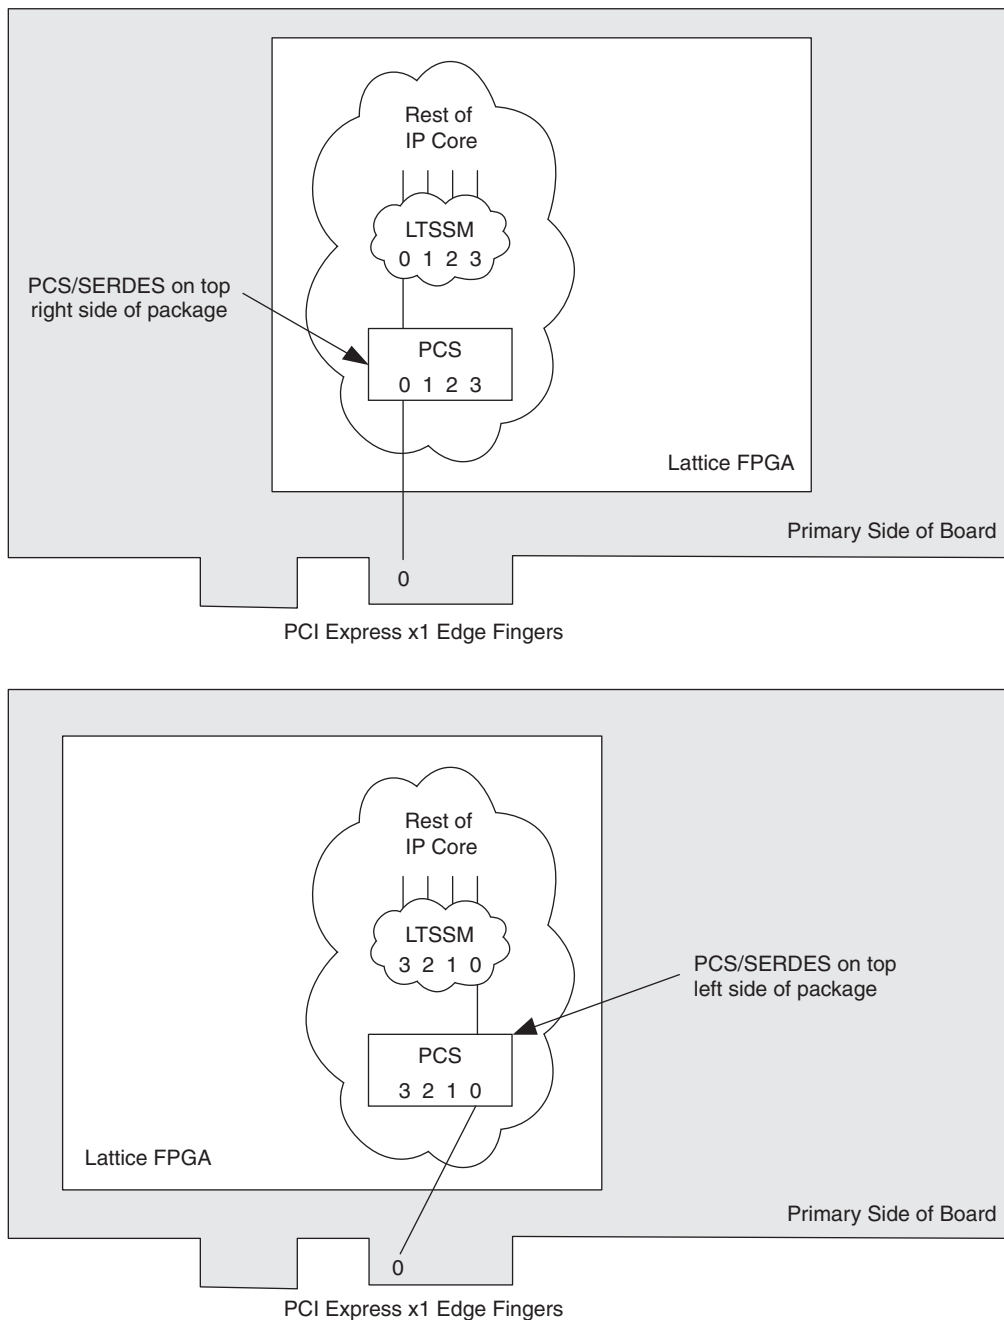 Rest of
IP Core
LTSSM
0 1 2 3
PCS/SERDES on top
right side of package
PCS
0 1 2 3
Lattice FPGA
Primary Side of Board
0
PCI Express x1 Edge Fingers
Rest of
IP Core
LTSSM
3 2 1 0
PCS/SERDES on top
left side of package
PCS
3 2 1 0
Lattice FPGA
Primary Side of Board
0
PCI Express x1 Edge Fingers